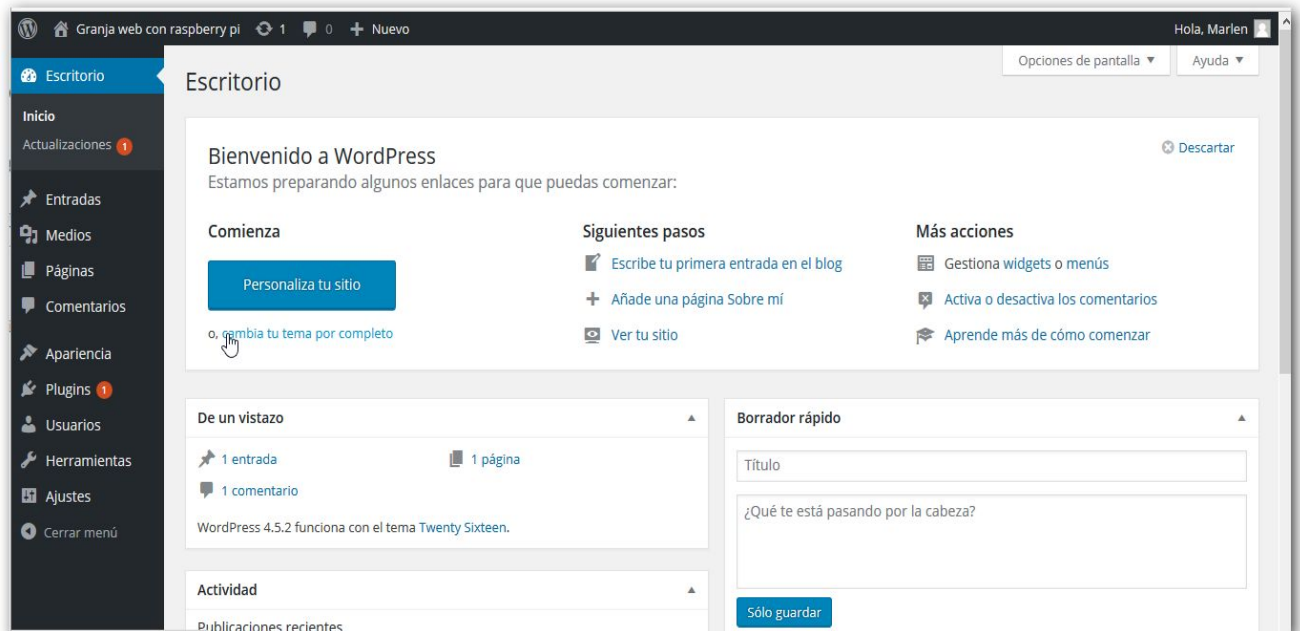 Granja web con raspberry pi 1 0 + Nuevo Hola, Marlen
Opciones de pantalla ▼ Ayuda ▼
Escritorio
Inicio
Actualizaciones 1
Entradas
Medios
Páginas
Comentarios
Apariencia
Plugins 1
Usuarios
Herramientas
Ajustes
Cerrar menú
Escritorio
Bienvenido a WordPress
Descartar
Estamos preparando algunos enlaces para que puedas comenzar:
Comienza
Personaliza tu sitio
o, cambia tu tema por completo
Siguientes pasos
Escribe tu primera entrada en el blog
Añade una página Sobre mí
Ver tu sitio
Más acciones
Gestiona widgets o menús
Activa o desactiva los comentarios
Aprende más de cómo comenzar
De un vistazo
1 entrada
1 página
1 comentario
WordPress 4.5.2 funciona con el tema Twenty Sixteen.
Actividad
Publicaciones recientes
Borrador rápido
Título
¿Qué te está pasando por la cabeza?
Sólo guardar